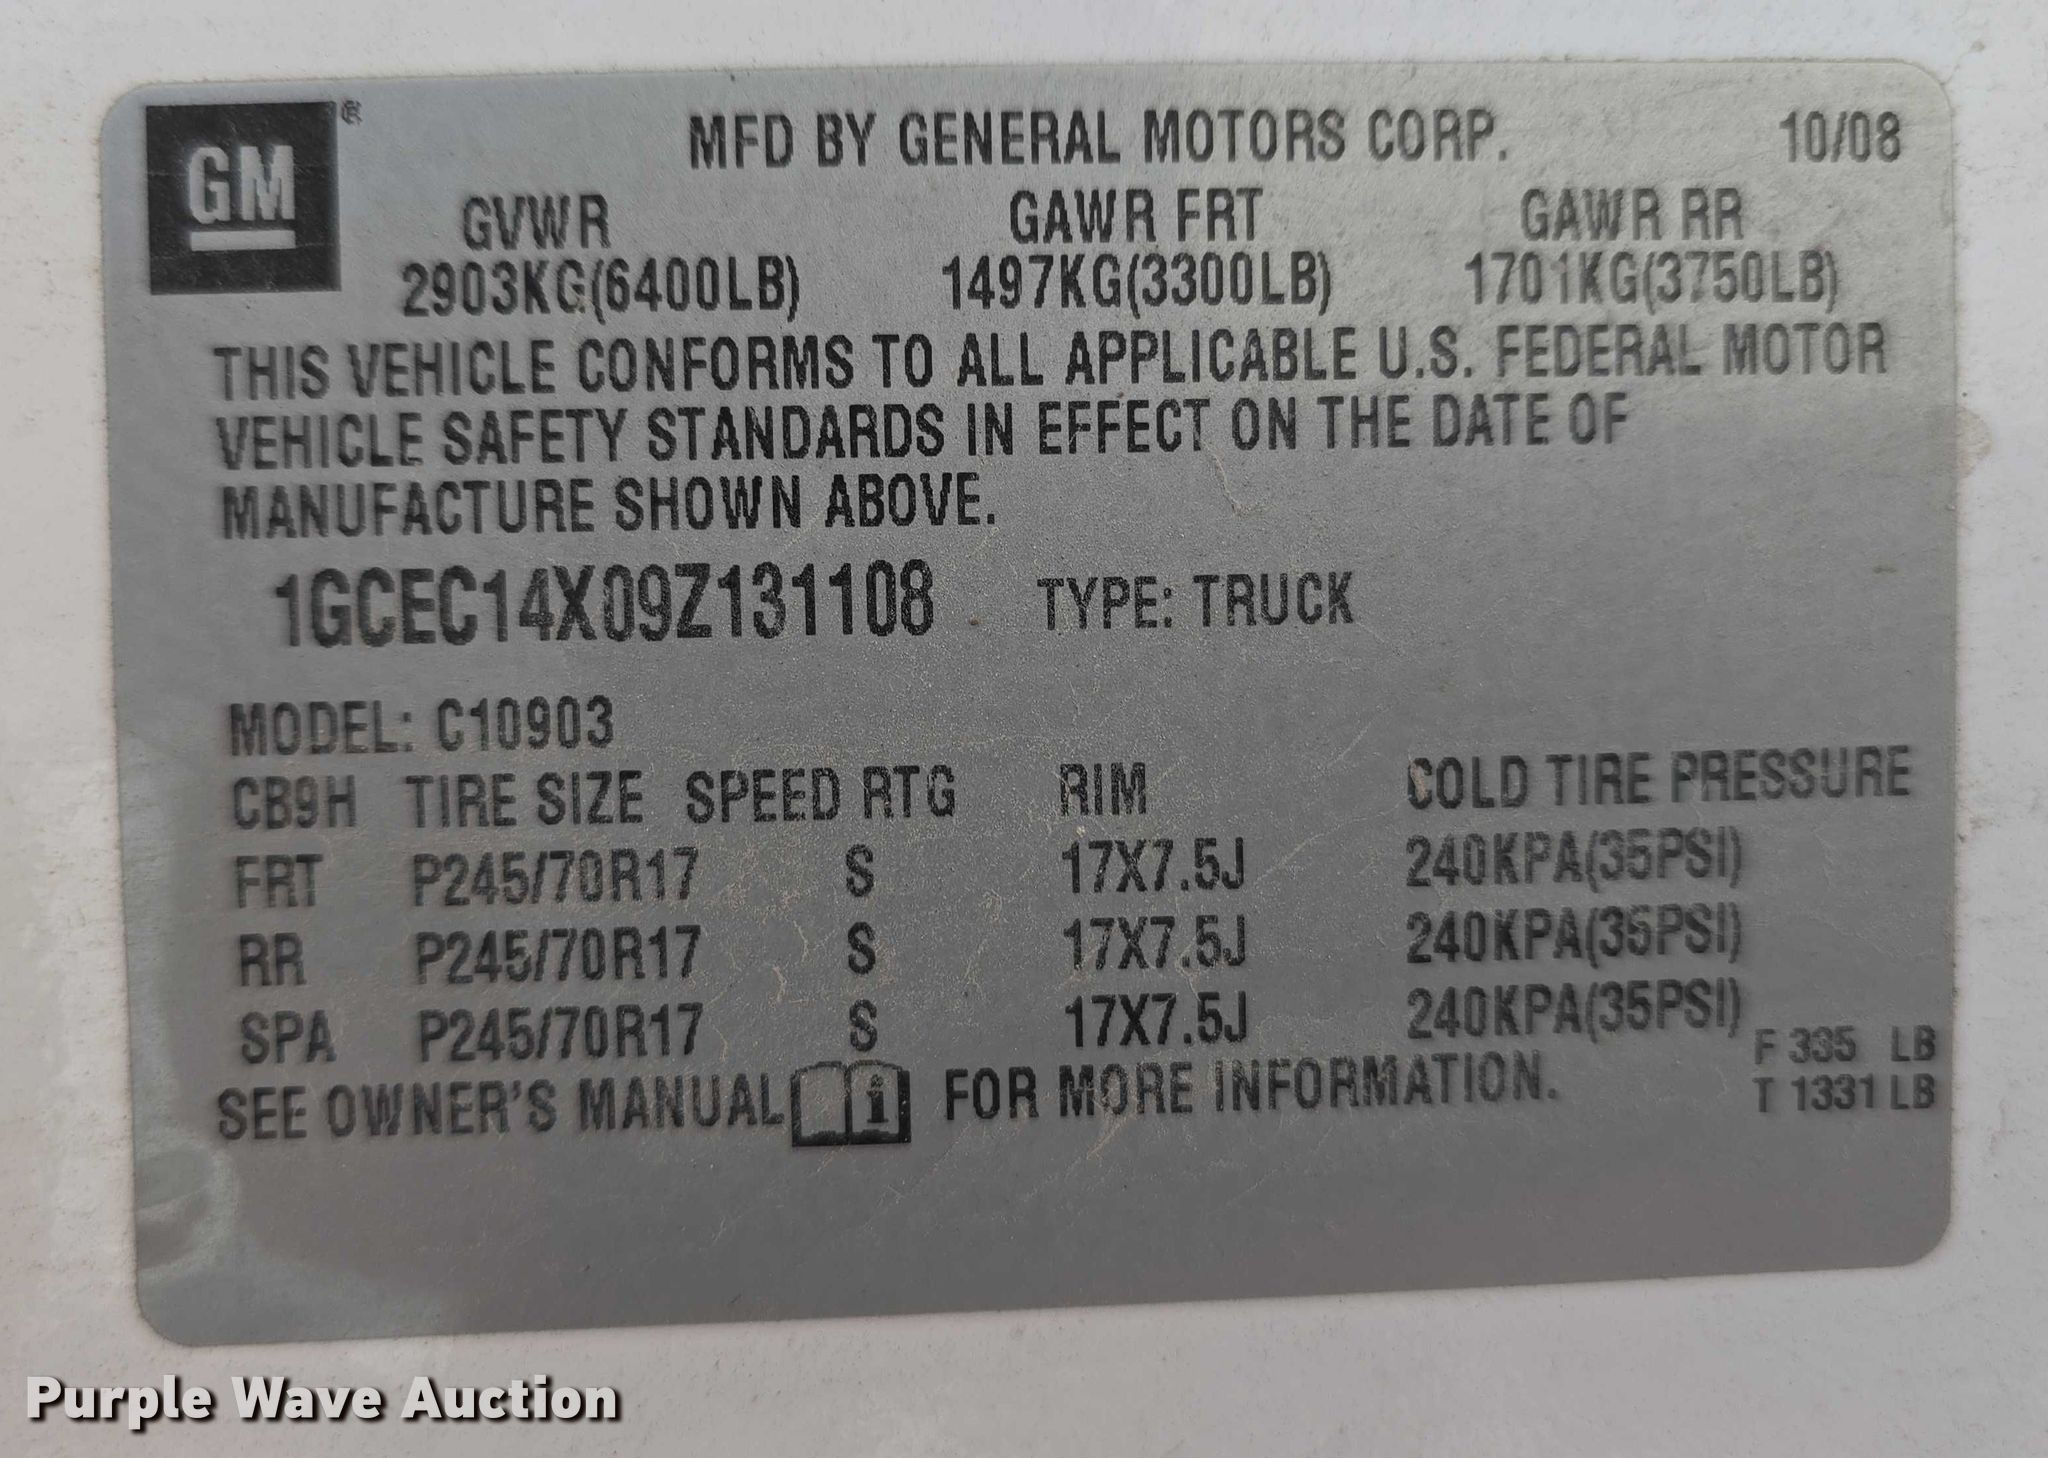 GM ®
MFD BY GENERAL MOTORS CORP. 10/08
GVWR GAWR FRT GAWR RR
2903KG(6400LB) 1497KG(3300LB) 1701KG(3750LB)
THIS VEHICLE CONFORMS TO ALL APPLICABLE U.S. FEDERAL MOTOR
VEHICLE SAFETY STANDARDS IN EFFECT ON THE DATE OF
MANUFACTURE SHOWN ABOVE.
1GCEC14X09Z131108 TYPE: TRUCK
MODEL: C10903
CB9H TIRE SIZE SPEED RTG RIM COLD TIRE PRESSURE
FRT P245/70R17 S 17X7.5J 240KPA(35PSI)
RR P245/70R17 S 17X7.5J 240KPA(35PSI)
SPA P245/70R17 S 17X7.5J 240KPA(35PSI)
F 335 LB
SEE OWNER'S MANUAL i FOR MORE INFORMATION. T 1331 LB
Purple Wave Auction